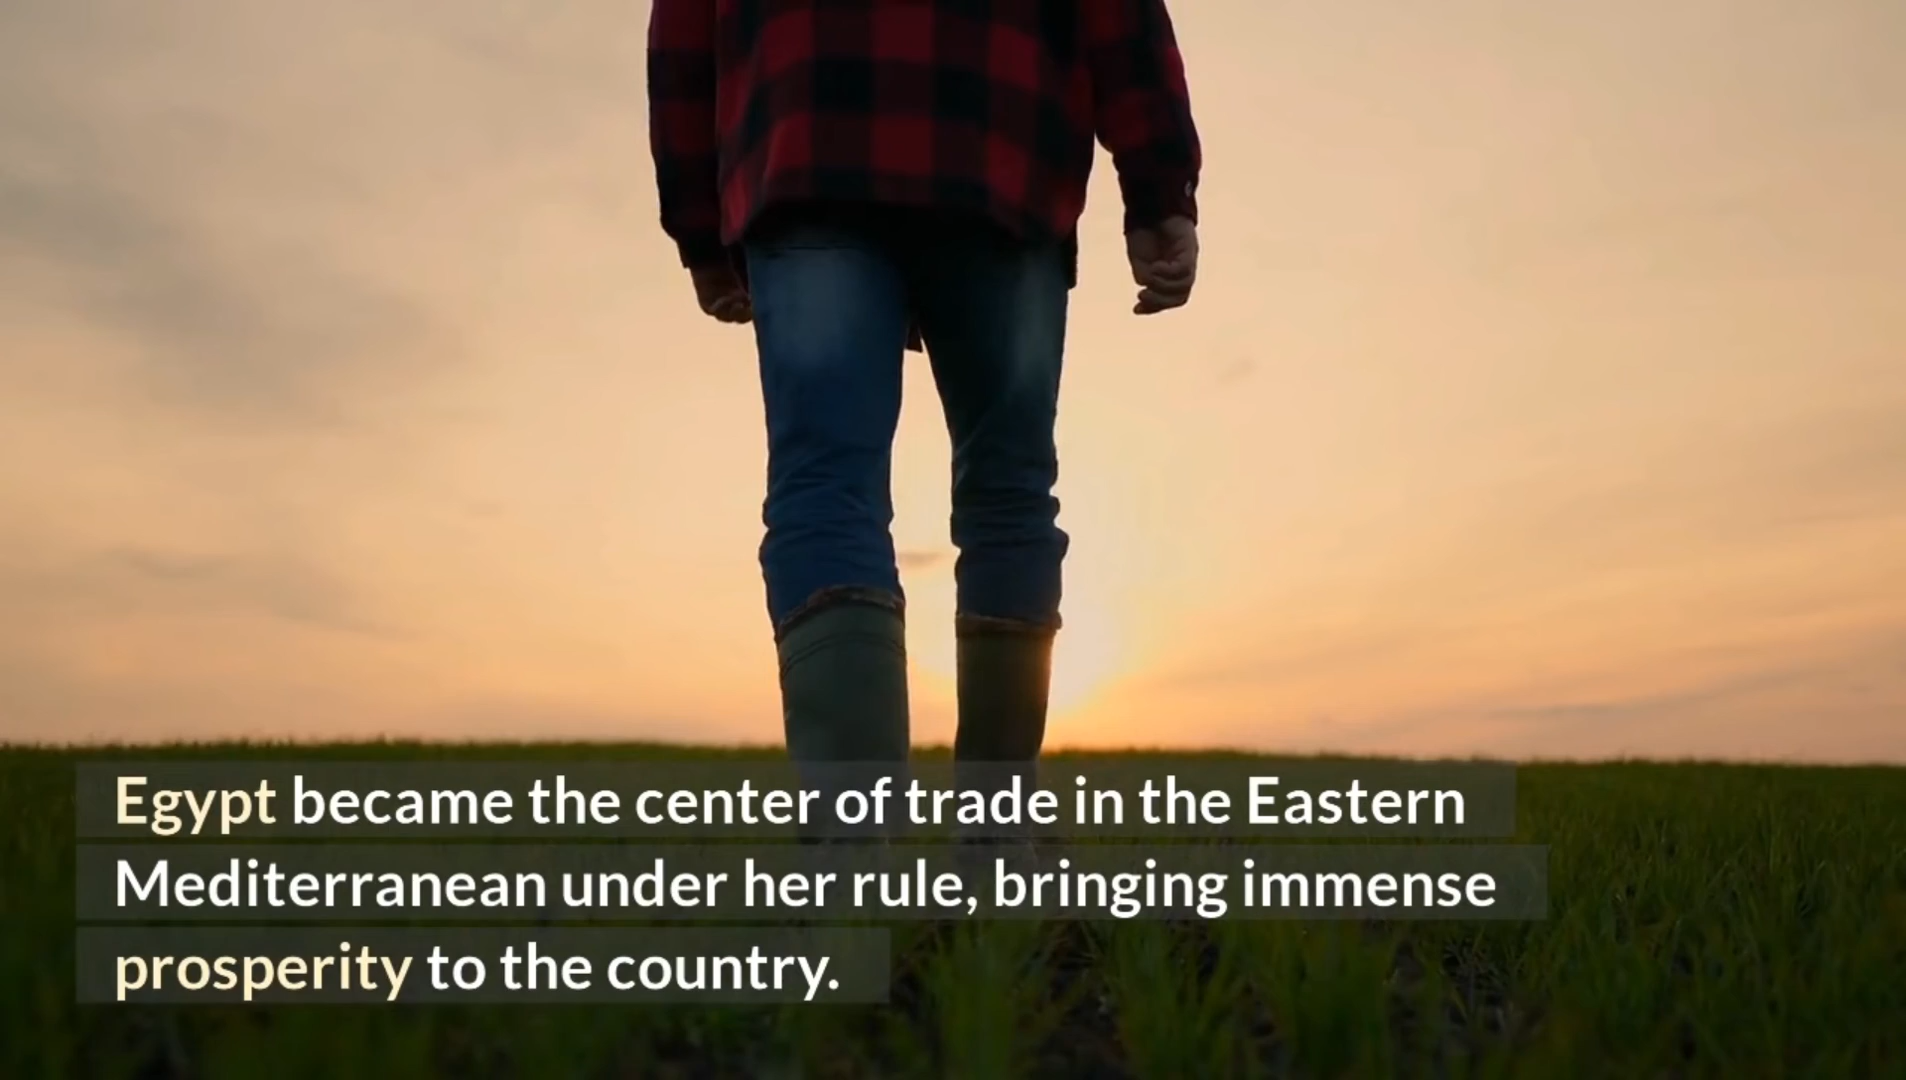 Egypt became the center of trade in the Eastern
Mediterranean under her rule, bringing immense
prosperity to the country.